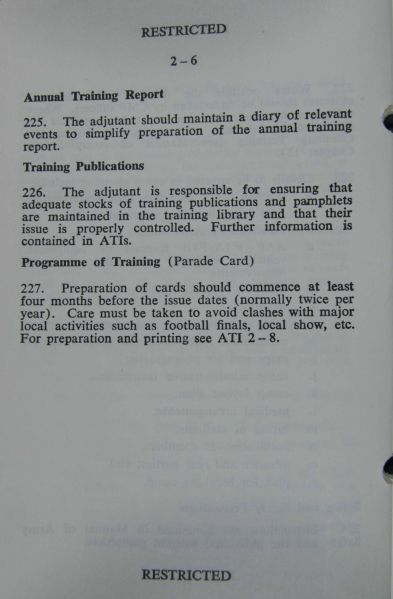 RESTRICTED
2-6
Annual Training Report
225. The adjutant should maintain a diary of relevant
events to simplify preparation of the annual training
report.
Training Publications
226. The adjutant is responsible for ensuring that
adequate stocks of training publications and pamphlets
are maintained in the training library and that their
issue is properly controlled. Further information is
contained in ATIs.
Programme of Training (Parade Card)
227. Preparation of cards should commence at least
four months before the issue dates (normally twice per
year). Care must be taken to avoid clashes with major
local activities such as football finals, local show, etc.
For preparation and printing see ATI 2-8.
RESTRICTED